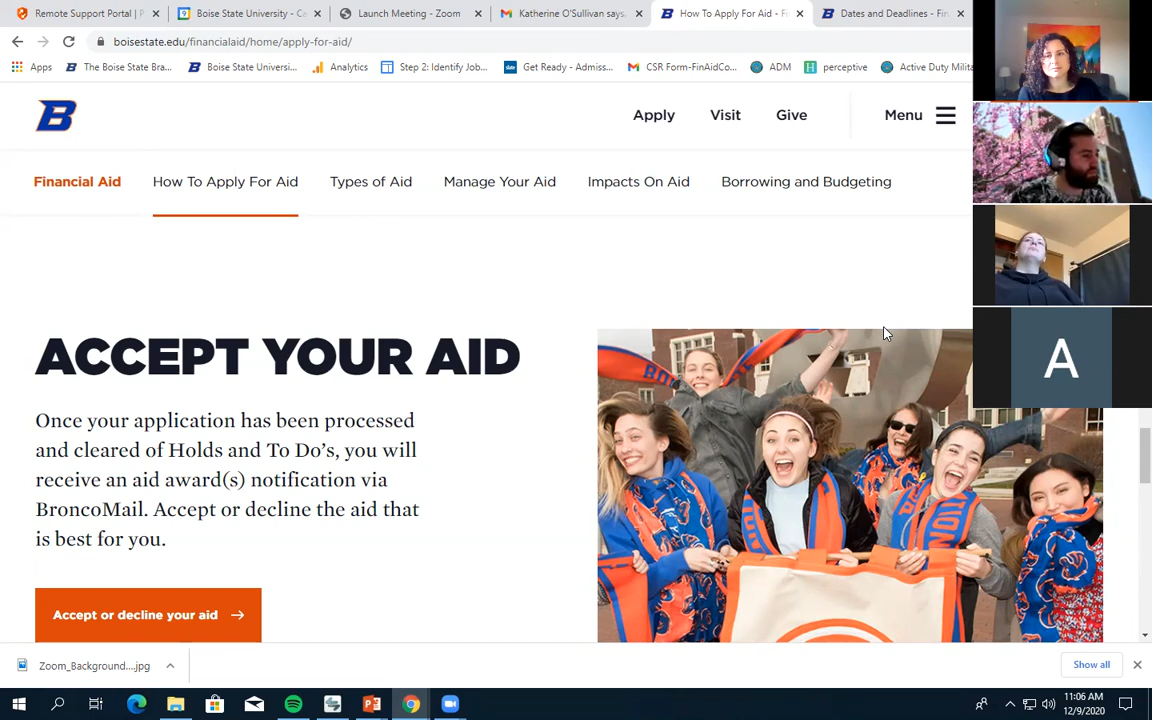 Remote Support Portal | P
Boise State University - Ca
Launch Meeting - Zoom
Katherine O'Sullivan says,
How To Apply For Aid - Fi
Dates and Deadlines - Fin
boisestate.edu/financialaid/home/apply-for-aid/
Apps
The Boise State Bra...
Boise State Universi...
Analytics
Step 2: Identify Job...
Get Ready - Admiss...
CSR Form-FinAidCo...
ADM
perceptive
Active Duty Milita
B
Apply
Visit
Give
Menu
Financial Aid
How To Apply For Aid
Types of Aid
Manage Your Aid
Impacts On Aid
Borrowing and Budgeting
A
ACCEPT YOUR AID
Once your application has been processed
and cleared of Holds and To Do's, you will
receive an aid award(s) notification via
BroncoMail. Accept or decline the aid that
is best for you.
Accept or decline your aid →
Zoom_Background....jpg
Show all
11:06 AM
12/9/2020